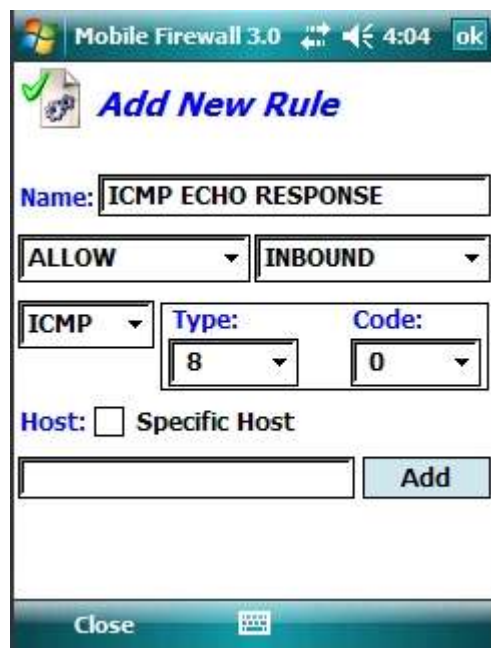 Mobile Firewall 3.0 4:04 ok
Add New Rule
Name: ICMP ECHO RESPONSE
ALLOW INBOUND
ICMP Type: Code:
8 0
Host: Specific Host
Add
Close